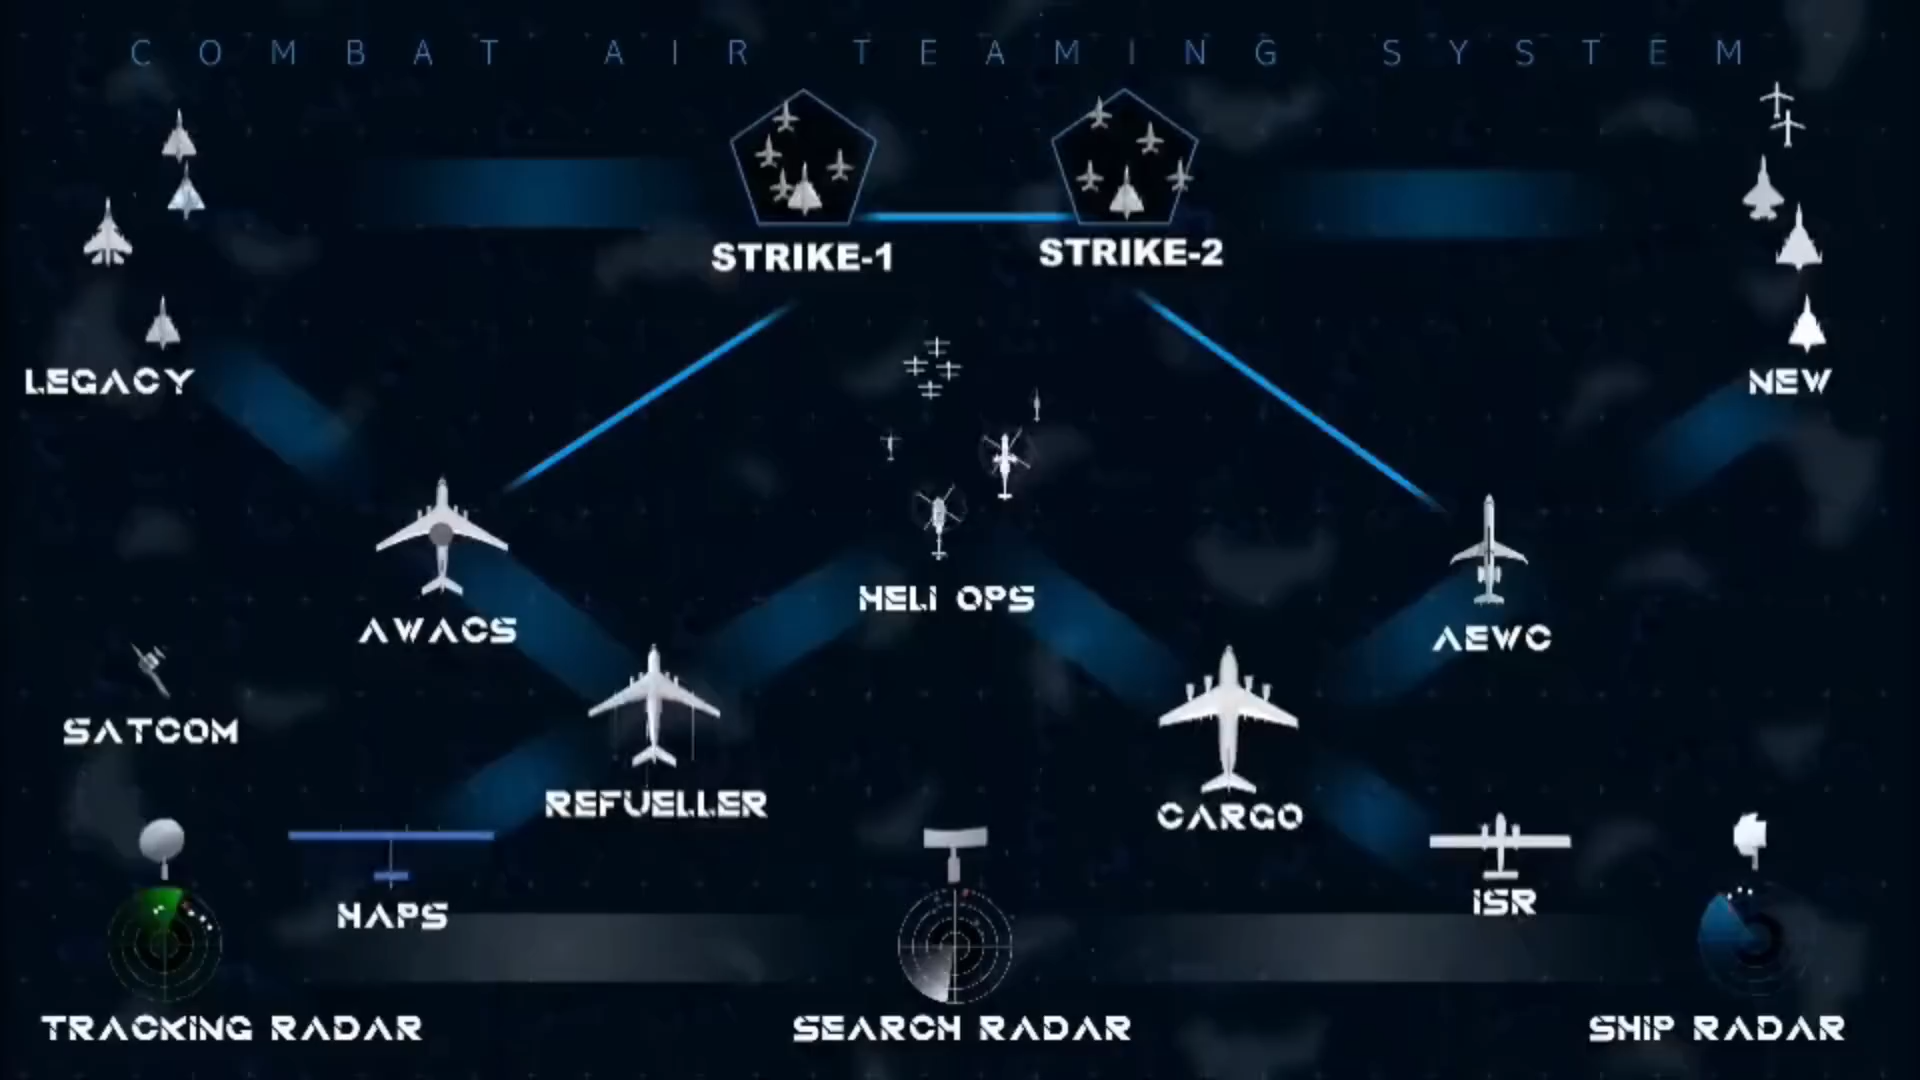 COMBAT AIR TEAMING SYSTEM
STRIKE-1
STRIKE-2
LEGACY
NEW
HELI OPS
AWACS
AEWC
SATCOM
REFUELLER
CARGO
HAPS
ISR
TRACKING RADAR
SEARCH RADAR
SHIP RADAR